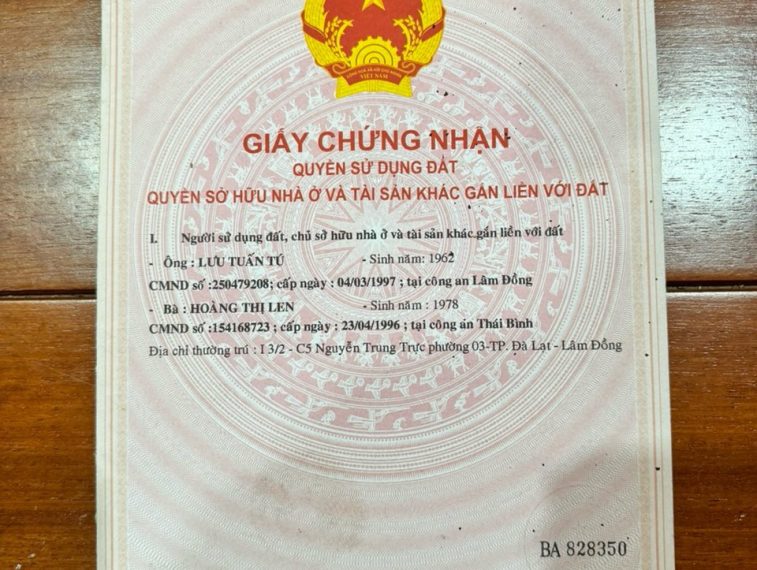 VIỆT NAM
GIẤY CHỨNG NHẬN
QUYỀN SỬ DỤNG ĐẤT
QUYỀN SỞ HỮU NHÀ Ở VÀ TÀI SẢN KHÁC GẮN LIỀN VỚI ĐẤT
I. Người sử dụng đất, chủ sở hữu nhà ở và tài sản khác gắn liền với đất
- Ông : LƯU TUẤN TÚ - Sinh năm: 1962
CMND số :250479208; cấp ngày : 04/03/1997 ; tại công an Lâm Đồng
- Bà : HOÀNG THỊ LEN - Sinh năm : 1978
CMND số :154168723 ; cấp ngày : 23/04/1996 ; tại công an Thái Bình
Địa chỉ thường trú : I 3/2 - C5 Nguyễn Trung Trực phường 03-TP. Đà Lạt - Lâm Đồng
BA 828350